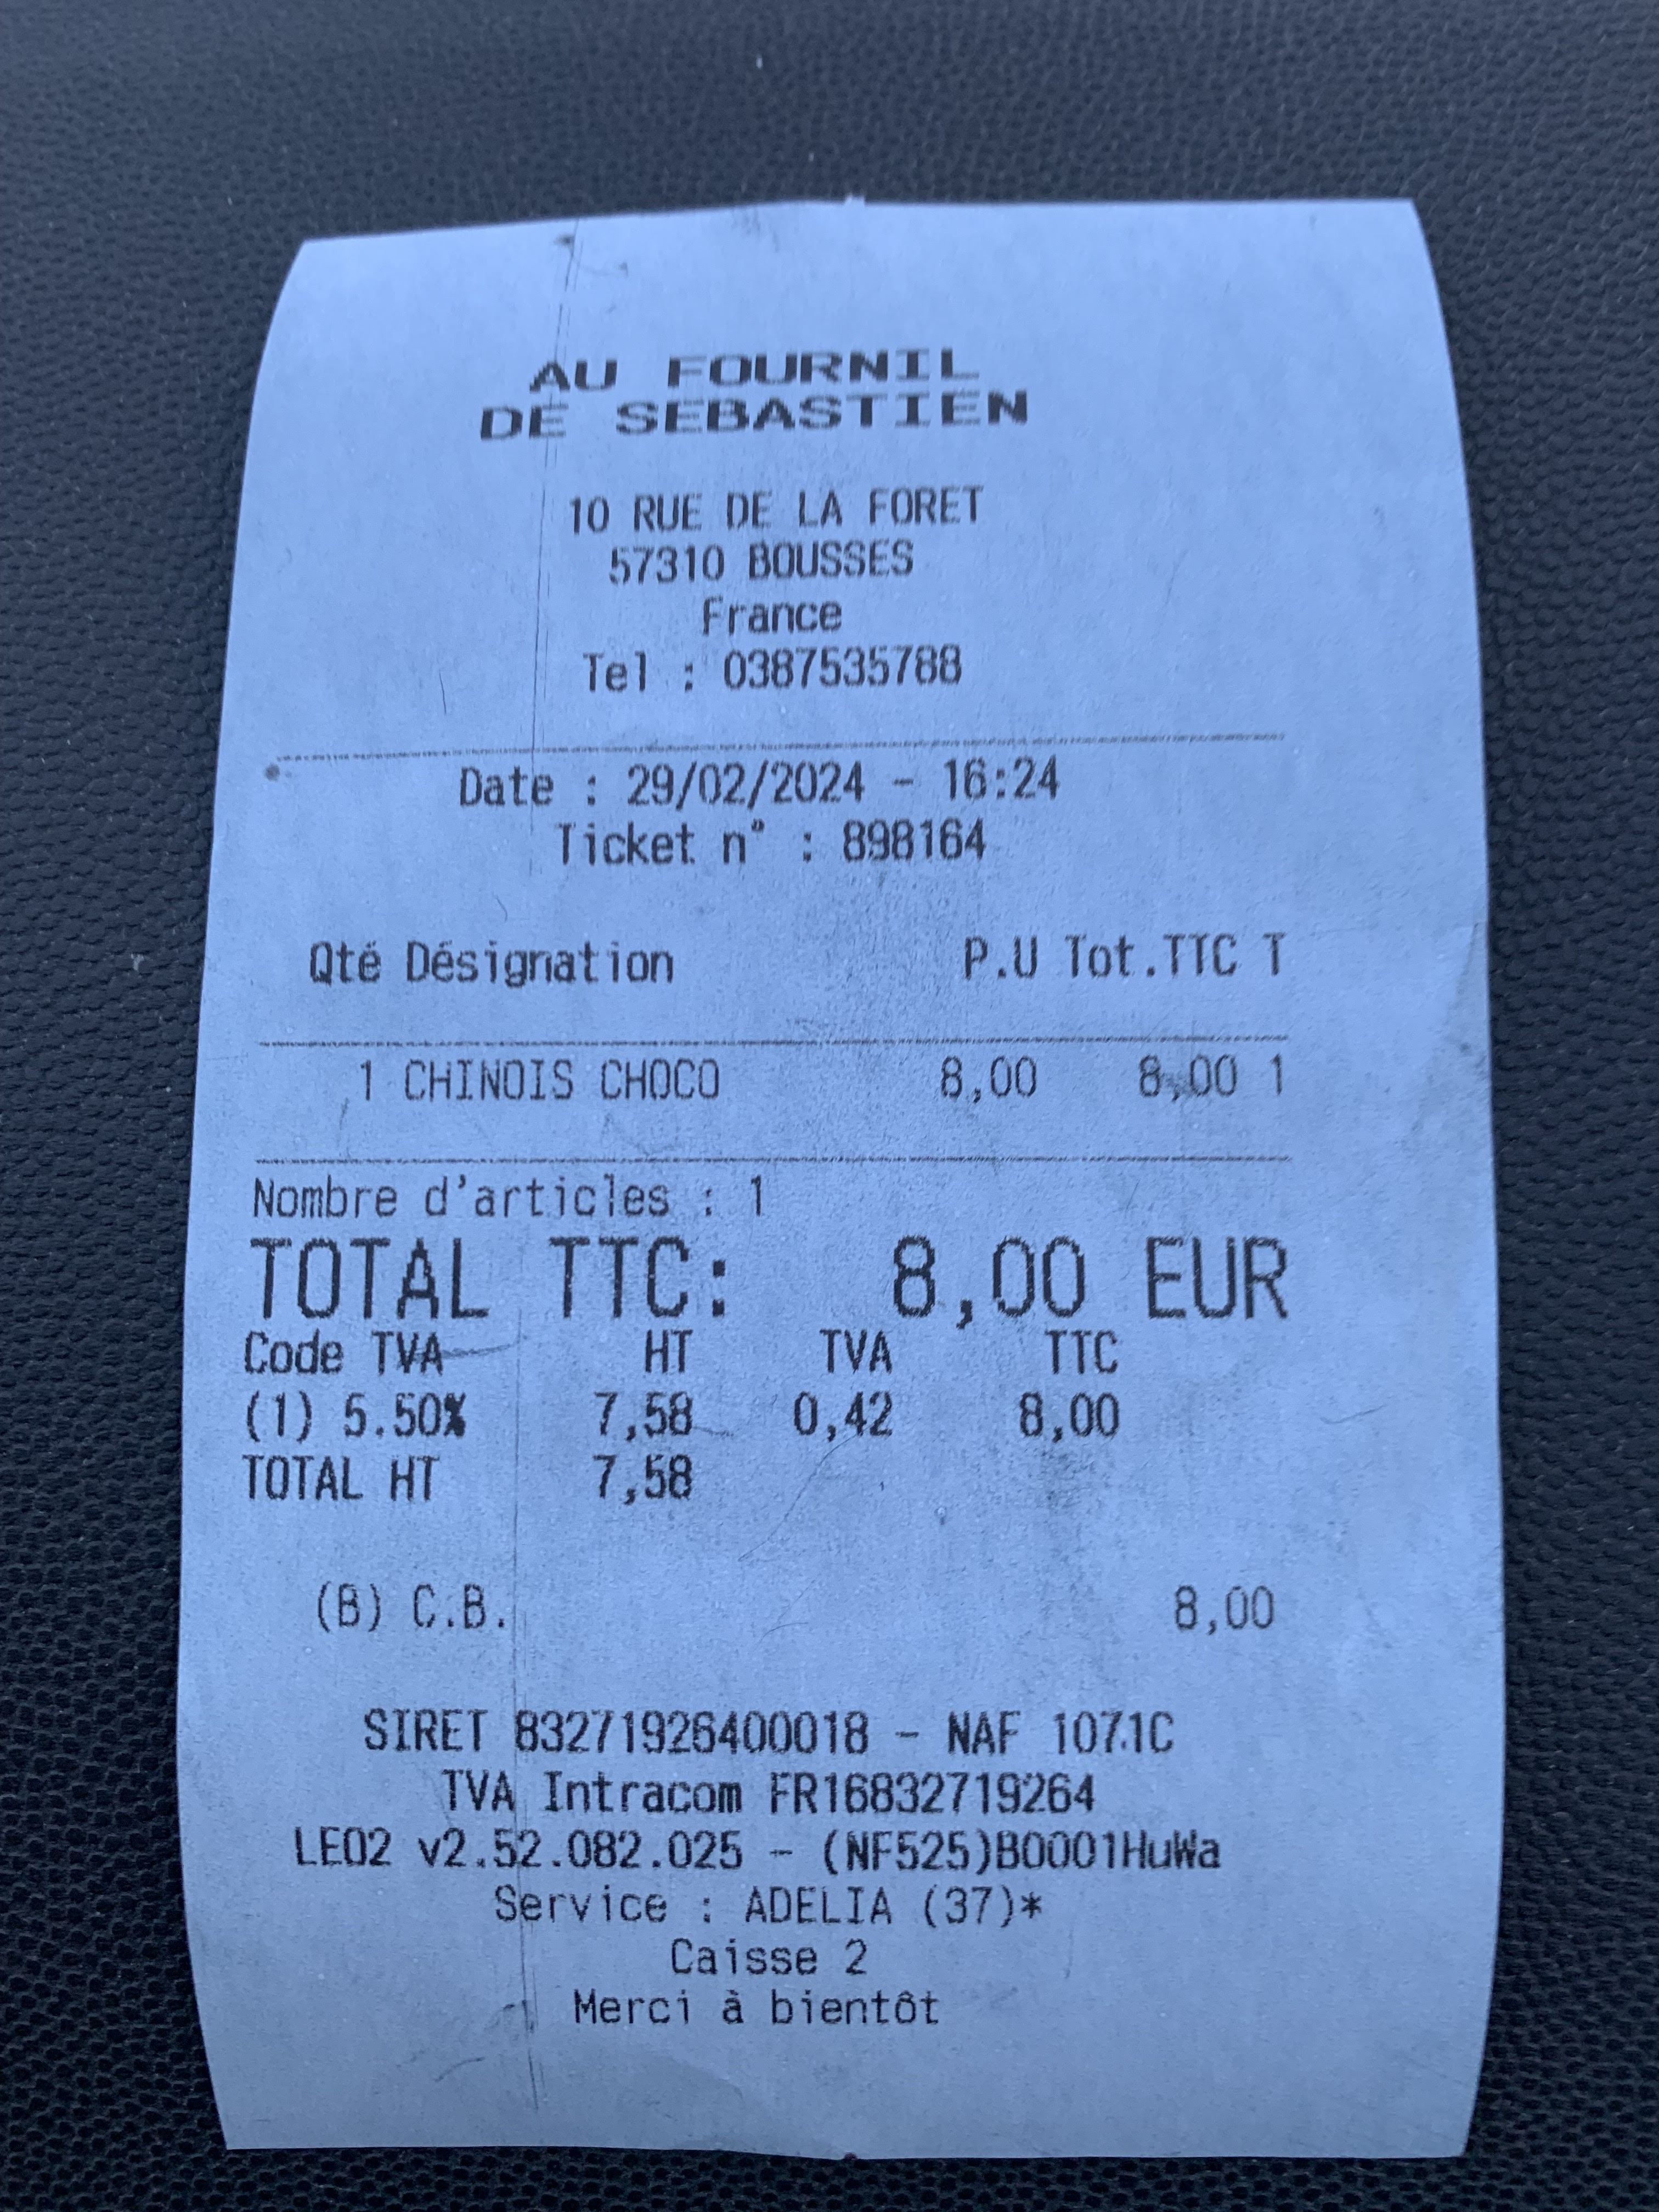 AU FOURNIL
DE SEBASTIEN
10 RUE DE LA FORET
57310 BOUSSES
France
Tel : 0387535788
Date : 29/02/2024 - 16:24
Ticket n° : 898164
Qté Désignation P.U Tot.TTC T
1 CHINOIS CHOCO 8,00 8,00 1
Nombre d'articles : 1
TOTAL TTC: 8,00 EUR
Code TVA HT TVA TTC
(1) 5.50% 7,58 0,42 8,00
TOTAL HT 7,58
(B) C.B. 8,00
SIRET 83271926400018 - NAF 1071C
TVA Intracom FR16832719264
LEO2 v2.52.082.025 - (NF525)B0001HuWa
Service : ADELIA (37)*
Caisse 2
Merci à bientôt